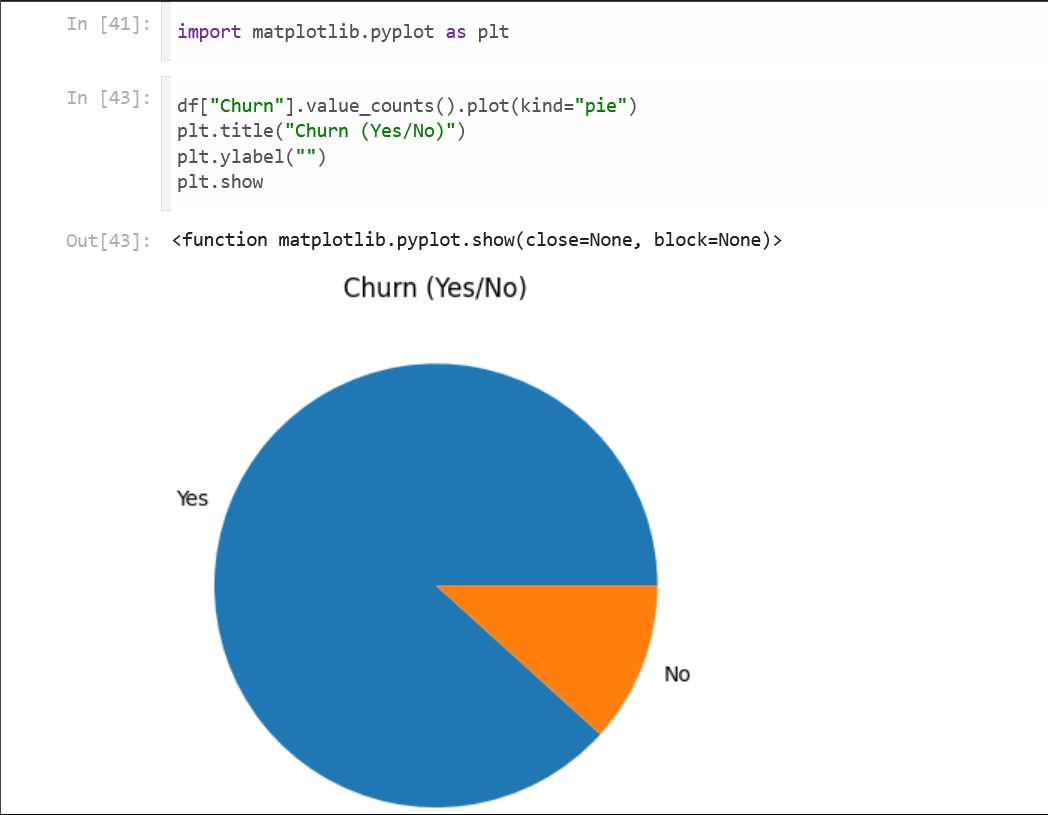 In [41]: import matplotlib.pyplot as plt
In [43]: df["Churn"].value_counts().plot(kind="pie")
plt.title("Churn (Yes/No)")
plt.ylabel("")
plt.show
Out[43]: <function matplotlib.pyplot.show(close=None, block=None)>
Churn (Yes/No)
Yes
No